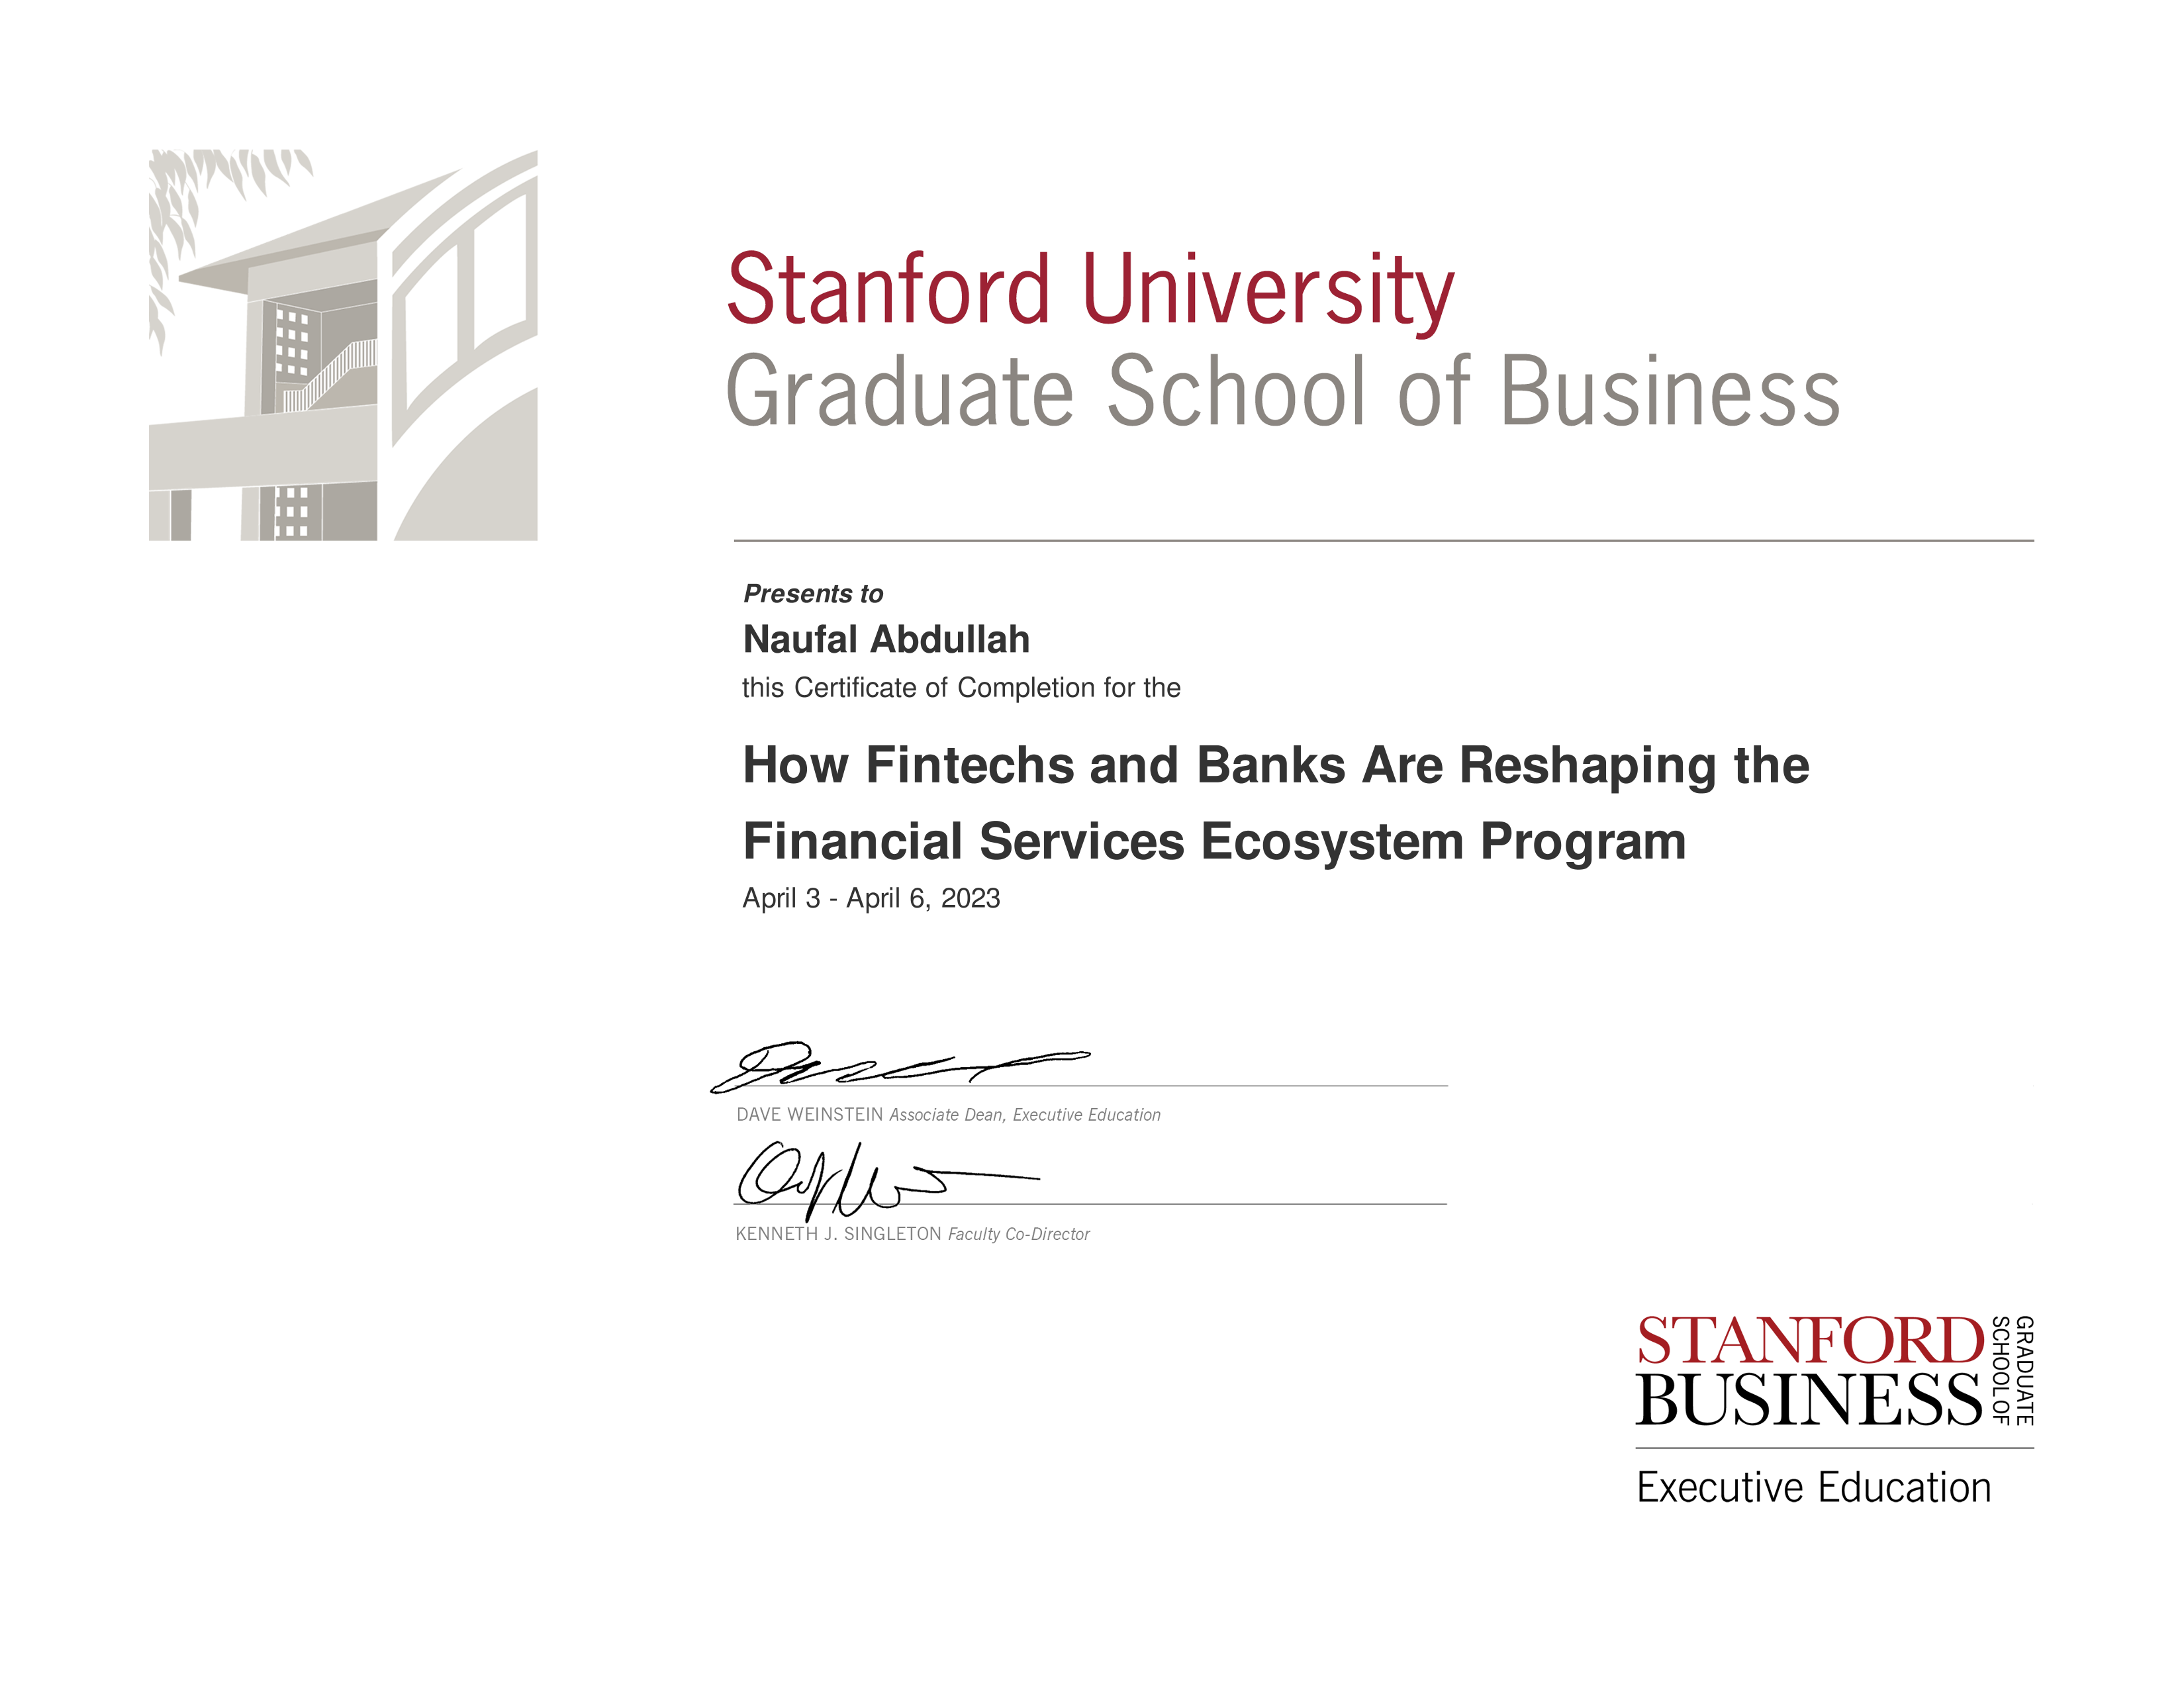 Stanford University
Graduate School of Business
Presents to
Naufal Abdullah
this Certificate of Completion for the
How Fintechs and Banks Are Reshaping the
Financial Services Ecosystem Program
April 3 - April 6, 2023
DAVE WEINSTEIN Associate Dean, Executive Education
KENNETH J. SINGLETON Faculty Co-Director
STANFORD
BUSINESS
GRADUATE
SCHOOL OF
Executive Education